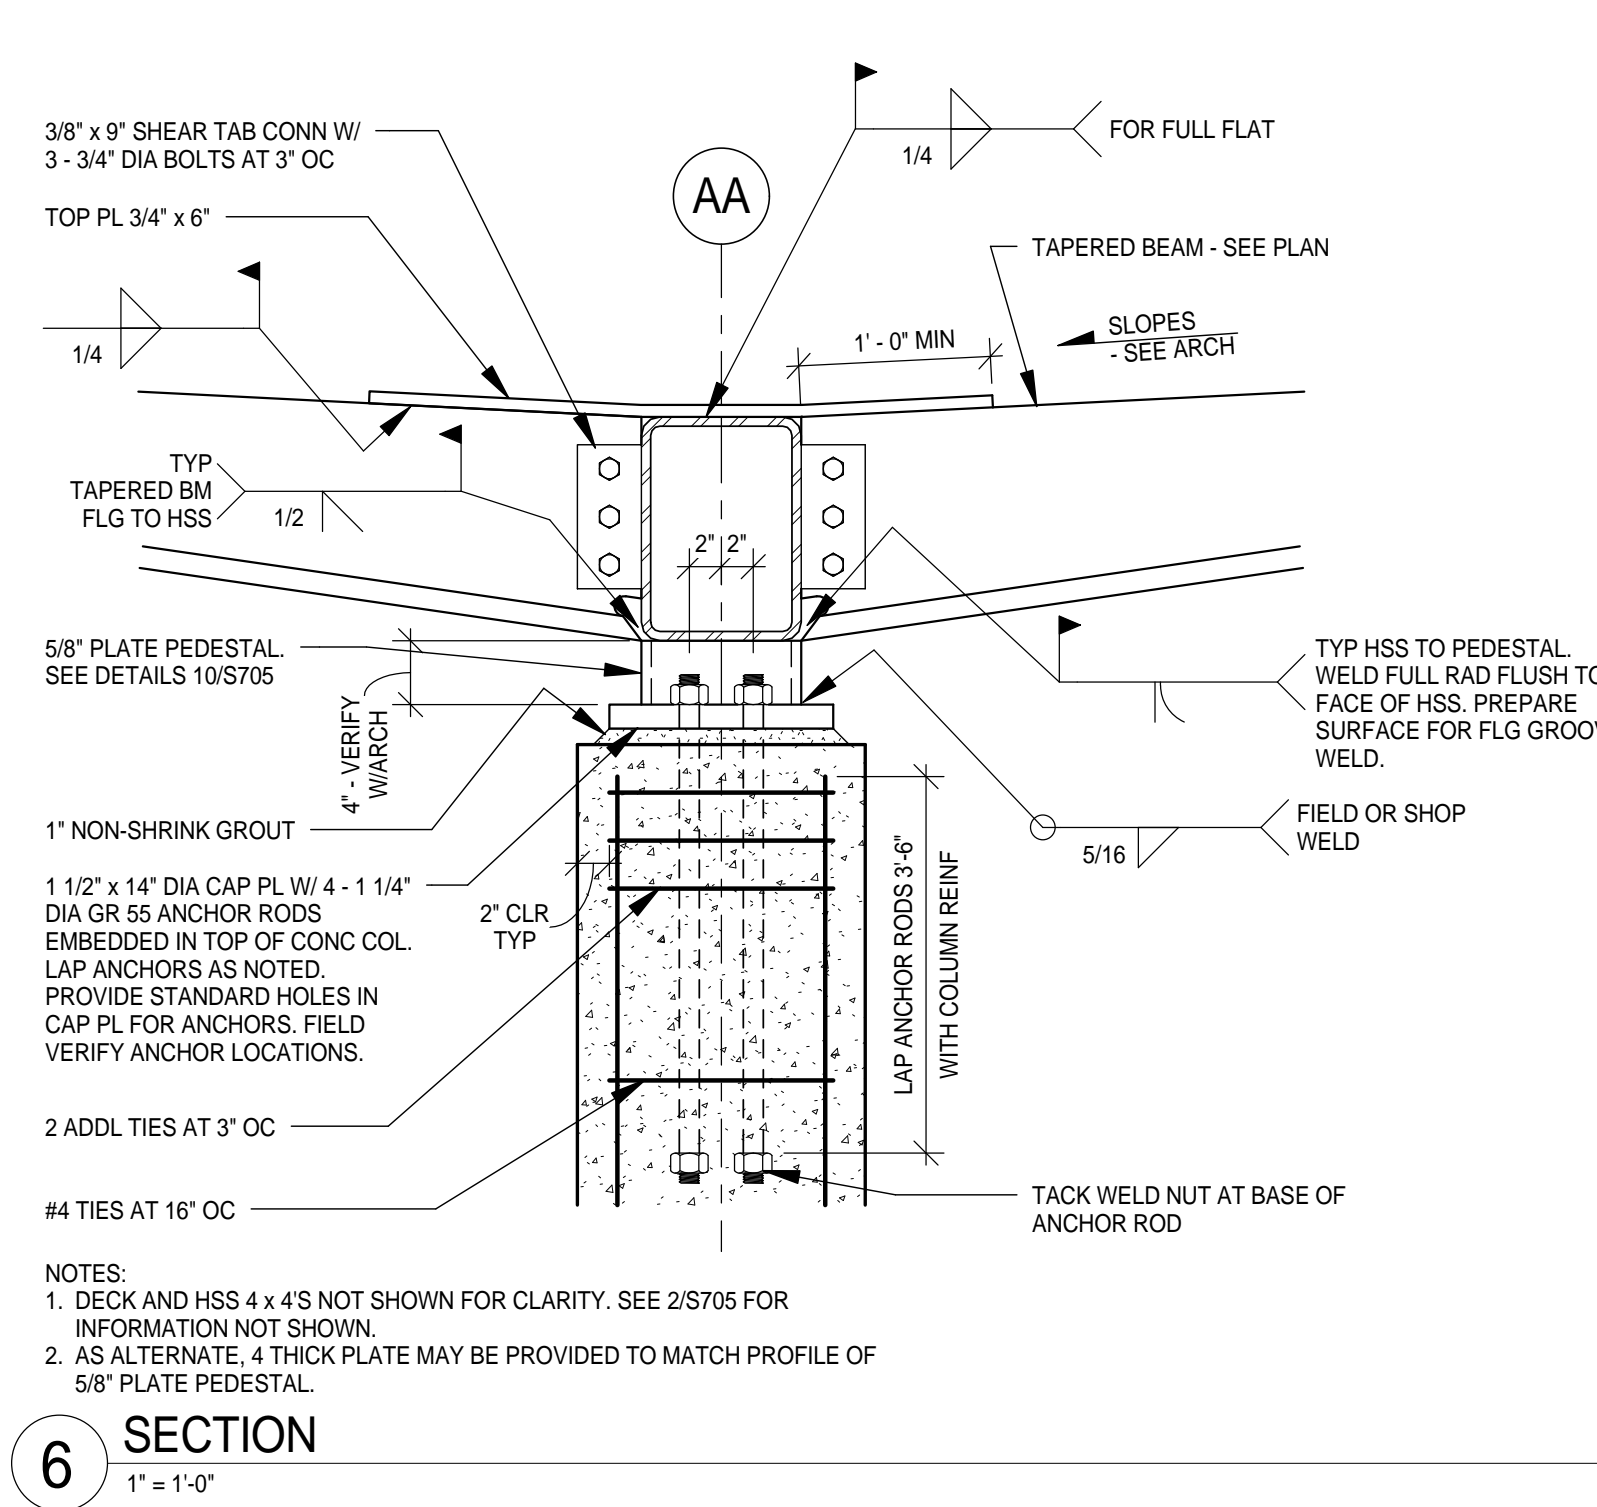 3/8" x 9" SHEAR TAB CONN W/
3 - 3/4" DIA BOLTS AT 3" OC
TOP PL 3/4" x 6"
1/4
TYP
TAPERED BM
FLG TO HSS
1/2
AA
1/4
FOR FULL FLAT
TAPERED BEAM - SEE PLAN
SLOPES
- SEE ARCH
1' - 0" MIN
2" 2"
5/8" PLATE PEDESTAL.
SEE DETAILS 10/S705
4" - VERIFY
W/ARCH
TYP HSS TO PEDESTAL.
WELD FULL RAD FLUSH TO
FACE OF HSS. PREPARE
SURFACE FOR FLG GROOV
WELD.
1" NON-SHRINK GROUT
5/16
FIELD OR SHOP
WELD
1 1/2" x 14" DIA CAP PL W/ 4 - 1 1/4"
DIA GR 55 ANCHOR RODS
EMBEDDED IN TOP OF CONC COL.
LAP ANCHORS AS NOTED.
PROVIDE STANDARD HOLES IN
CAP PL FOR ANCHORS. FIELD
VERIFY ANCHOR LOCATIONS.
2" CLR
TYP
LAP ANCHOR RODS 3'-6"
WITH COLUMN REINF
2 ADDL TIES AT 3" OC
#4 TIES AT 16" OC
TACK WELD NUT AT BASE OF
ANCHOR ROD
NOTES:
1. DECK AND HSS 4 x 4'S NOT SHOWN FOR CLARITY. SEE 2/S705 FOR
INFORMATION NOT SHOWN.
2. AS ALTERNATE, 4 THICK PLATE MAY BE PROVIDED TO MATCH PROFILE OF
5/8" PLATE PEDESTAL.
6
SECTION
1" = 1'-0"